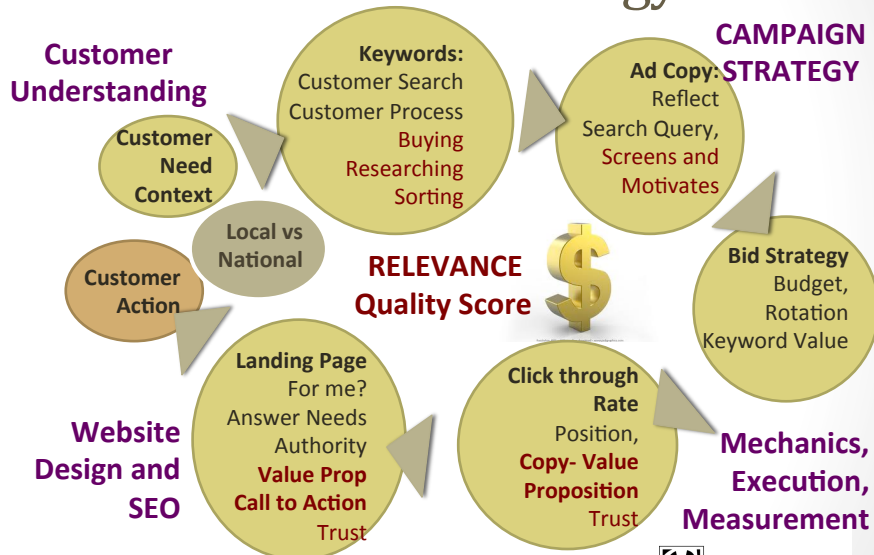 Customer
Understanding
Keywords:
Customer Search
Customer Process
Buying
Researching
Sorting
CAMPAIGN
STRATEGY
Ad Copy:
Reflect
Search Query,
Screens and
Motivates
Customer
Need
Context
Local vs
National
Customer
Action
RELEVANCE
Quality Score
Bid Strategy
Budget,
Rotation
Keyword Value
Landing Page
For me?
Answer Needs
Authority
Value Prop
Call to Action
Trust
Click through
Rate
Position,
Copy- Value
Proposition
Trust
Website
Design and
SEO
Mechanics,
Execution,
Measurement